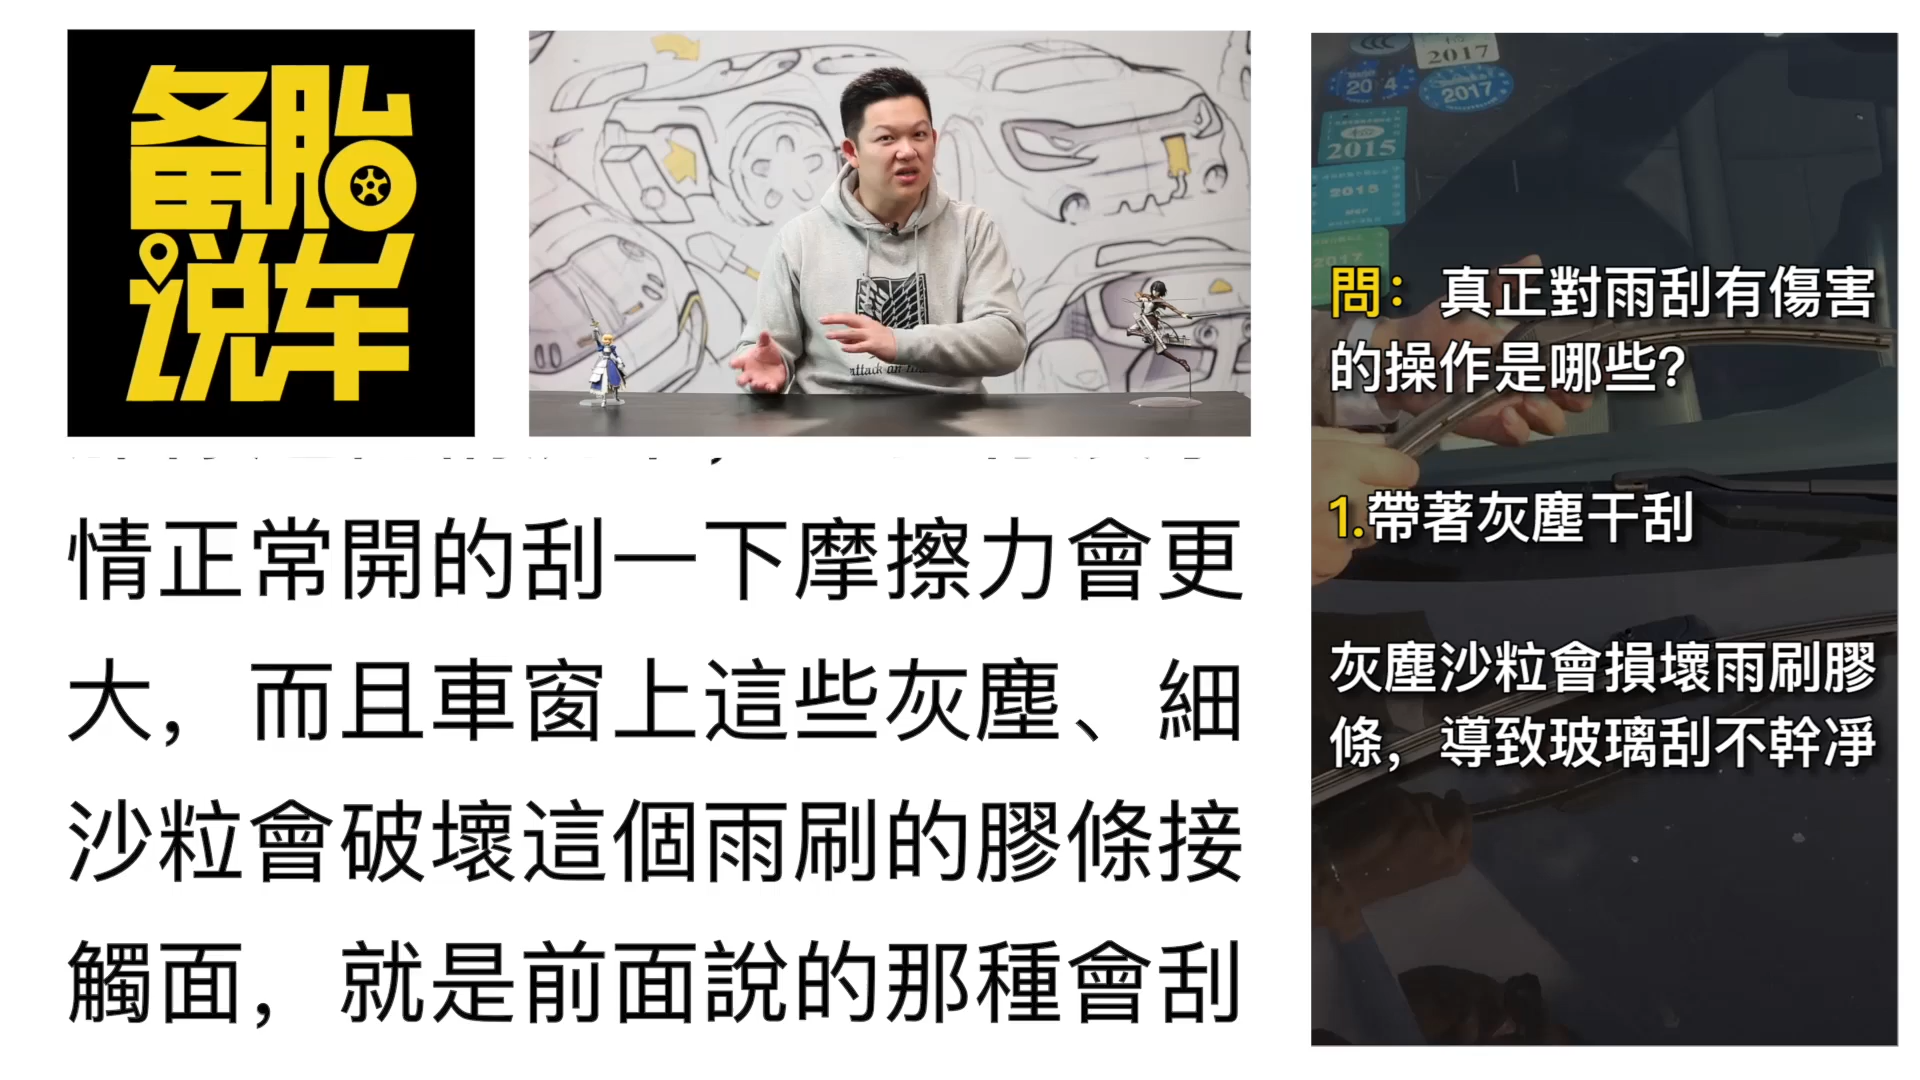 备胎
说车
attack on
情正常開的刮一下摩擦力會更
大，而且車窗上這些灰塵、細
沙粒會破壞這個雨刷的膠條接
觸面，就是前面說的那種會刮
2017
2014
2017
2015
2015
2017
問：真正對雨刮有傷害
的操作是哪些？
1.帶著灰塵干刮
灰塵沙粒會損壞雨刷膠
條，導致玻璃刮不幹凈